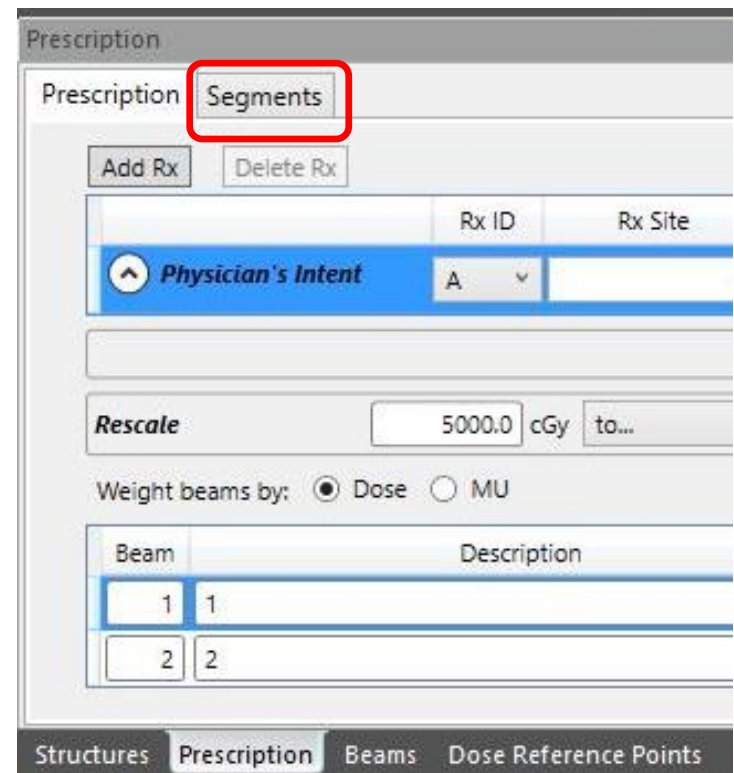 Prescription
Prescription Segments
Add Rx Delete Rx
Rx ID Rx Site
Physician's Intent A
Rescale 5000.0 cGy to...
Weight beams by: Dose MU
Beam Description
1 1
2 2
Structures Prescription Beams Dose Reference Points